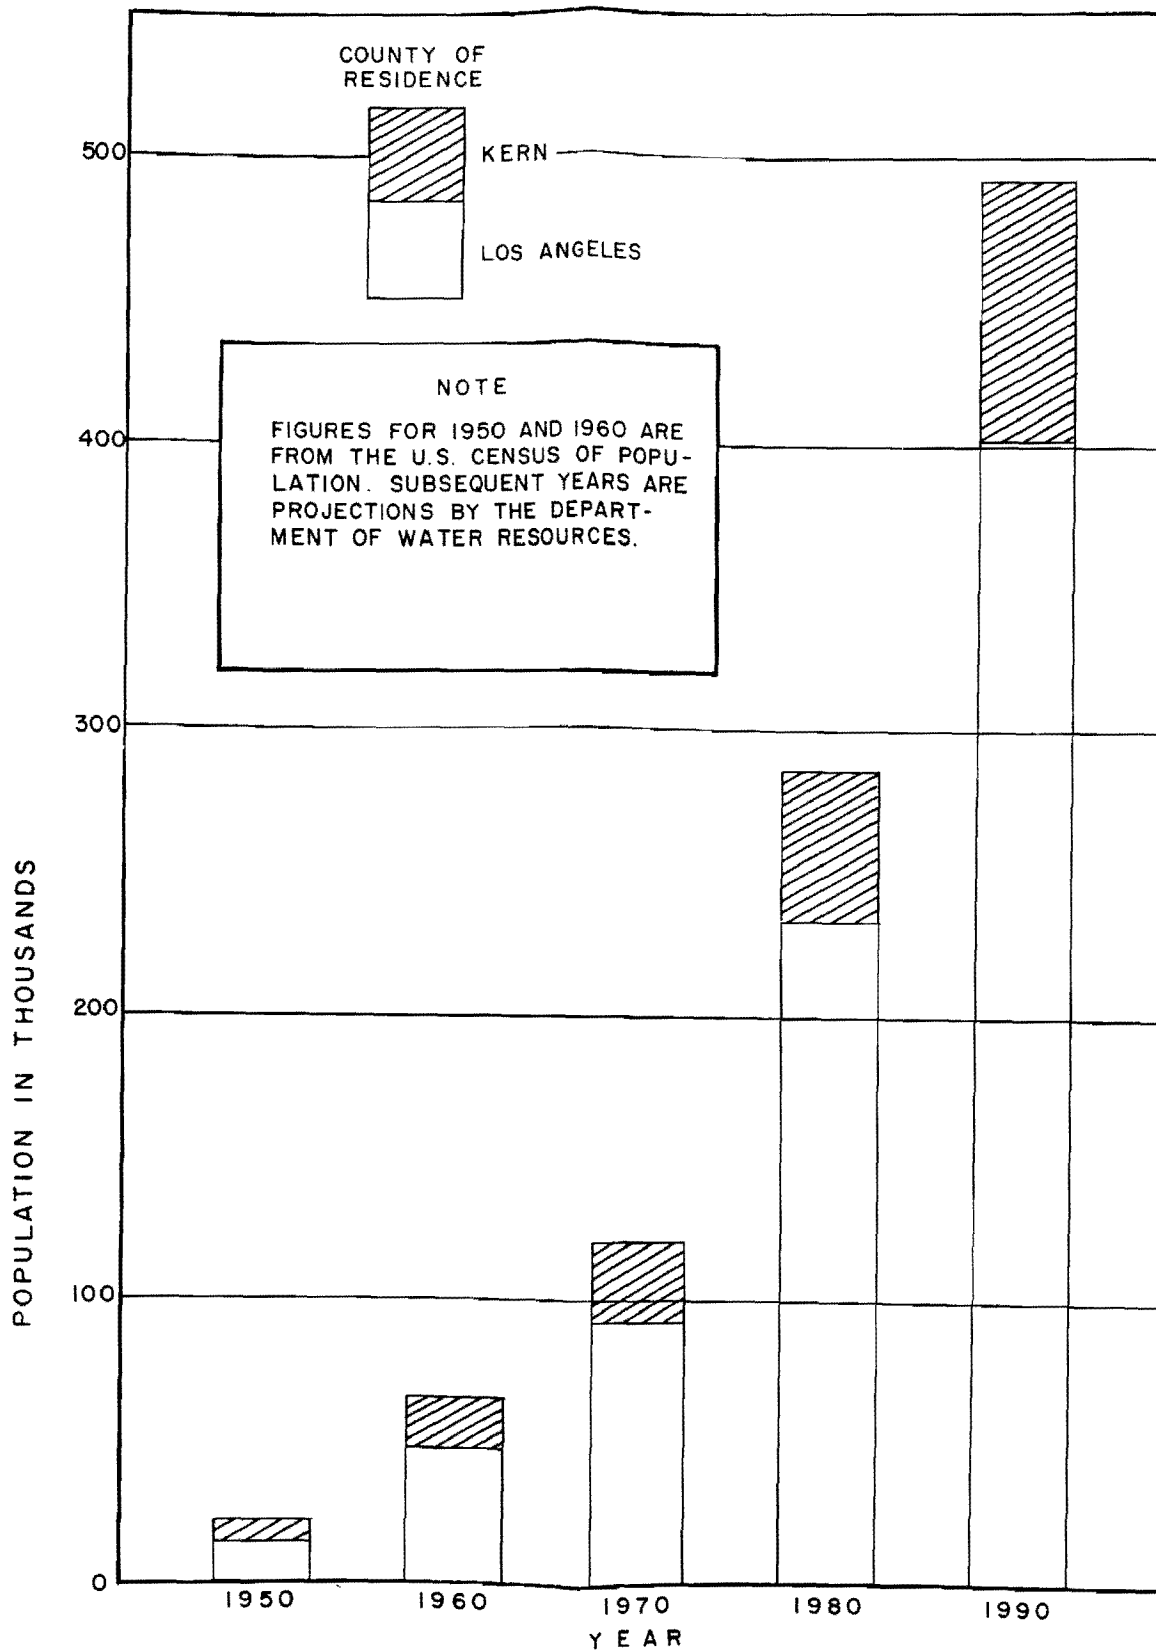 COUNTY OF
RESIDENCE
KERN
LOS ANGELES
500
NOTE
FIGURES FOR 1950 AND 1960 ARE
FROM THE U.S. CENSUS OF POPU-
LATION. SUBSEQUENT YEARS ARE
PROJECTIONS BY THE DEPART-
MENT OF WATER RESOURCES.
400
300
200
100
0
POPULATION IN THOUSANDS
1950 1960 1970 1980 1990
YEAR